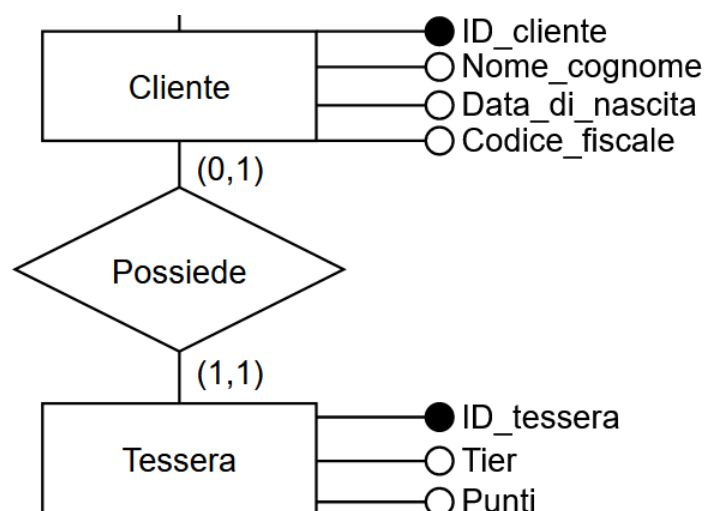 Cliente
ID_cliente
Nome_cognome
Data_di_nascita
Codice_fiscale
(0,1)
Possiede
(1,1)
Tessera
ID_tessera
Tier
Punti